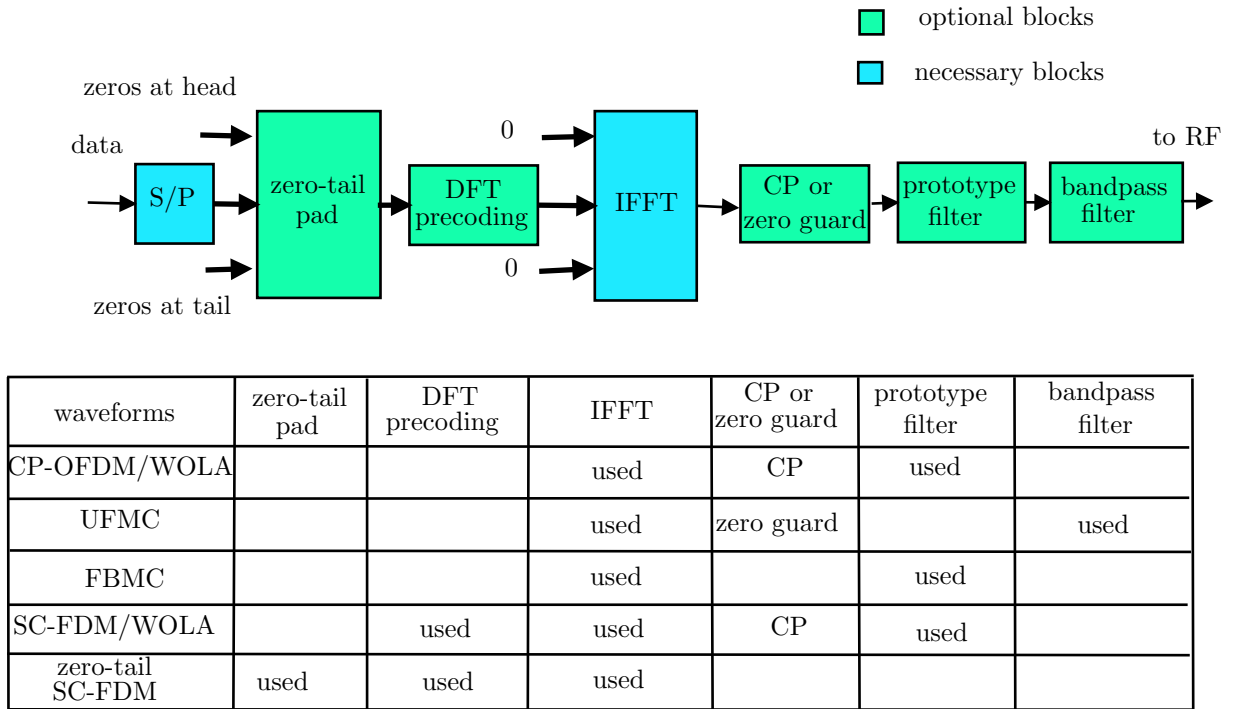 optional blocks
necessary blocks
zeros at head
data
0
to RF
S/P
zero-tail
pad
DFT
precoding
IFFT
CP or
zero guard
prototype
filter
bandpass
filter
0
zeros at tail
waveforms
zero-tail
pad
DFT
precoding
IFFT
CP or
zero guard
prototype
filter
bandpass
filter
CP-OFDM/WOLA used CP used
UFMC used zero guard used
FBMC used used
SC-FDM/WOLA used used CP used
zero-tail
SC-FDM used used used